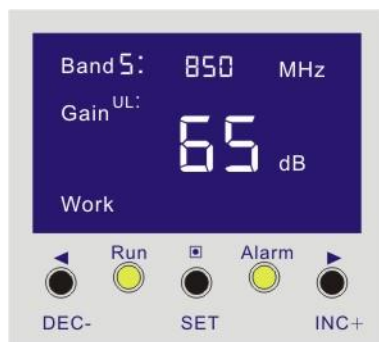 Band 5: 850 MHz
Gain UL: 65 dB
Work
Run Alarm
DEC- SET INC+